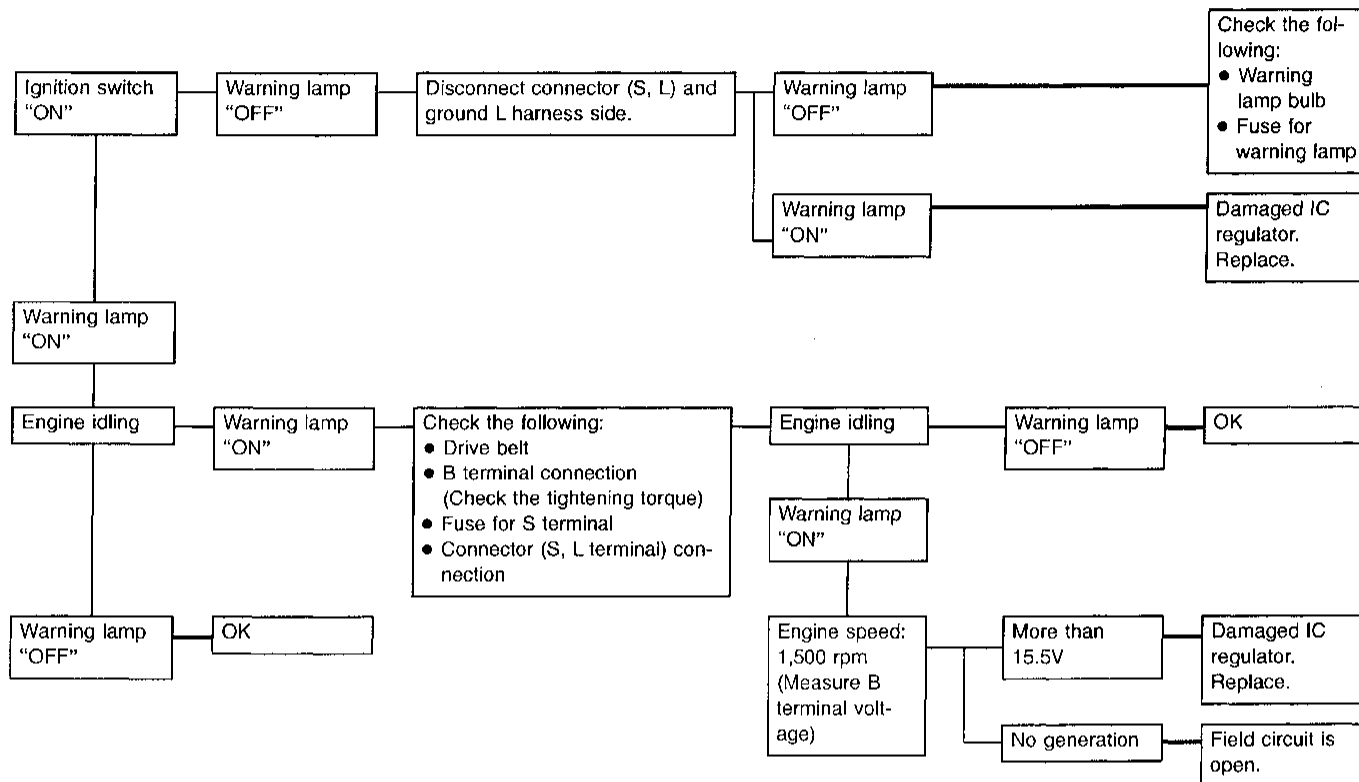 Ignition switch
“ON”
Warning lamp
“OFF”
Disconnect connector (S, L) and
ground L harness side.
Warning lamp
“OFF”
Check the fol-
lowing:
● Warning
lamp bulb
● Fuse for
warning lamp
Warning lamp
“ON”
Damaged IC
regulator.
Replace.
Warning lamp
“ON”
Engine idling
Warning lamp
“ON”
Check the following:
● Drive belt
● B terminal connection
(Check the tightening torque)
● Fuse for S terminal
● Connector (S, L terminal) con-
nection
Engine idling
Warning lamp
“OFF”
OK
Warning lamp
“ON”
Warning lamp
“OFF”
OK
Engine speed:
1,500 rpm
(Measure B
terminal volt-
age)
More than
15.5V
Damaged IC
regulator.
Replace.
No generation
Field circuit is
open.